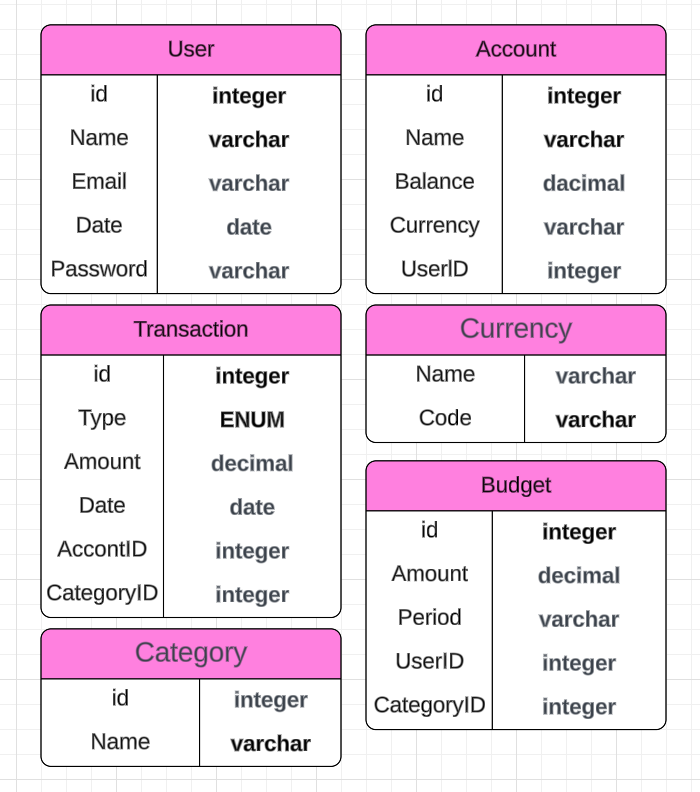 User
id integer
Name varchar
Email varchar
Date date
Password varchar
Account
id integer
Name varchar
Balance dacimal
Currency varchar
UserID integer
Transaction
id integer
Type ENUM
Amount decimal
Date date
AccontID integer
CategoryID integer
Currency
Name varchar
Code varchar
Budget
id integer
Amount decimal
Period varchar
UserID integer
CategoryID integer
Category
id integer
Name varchar